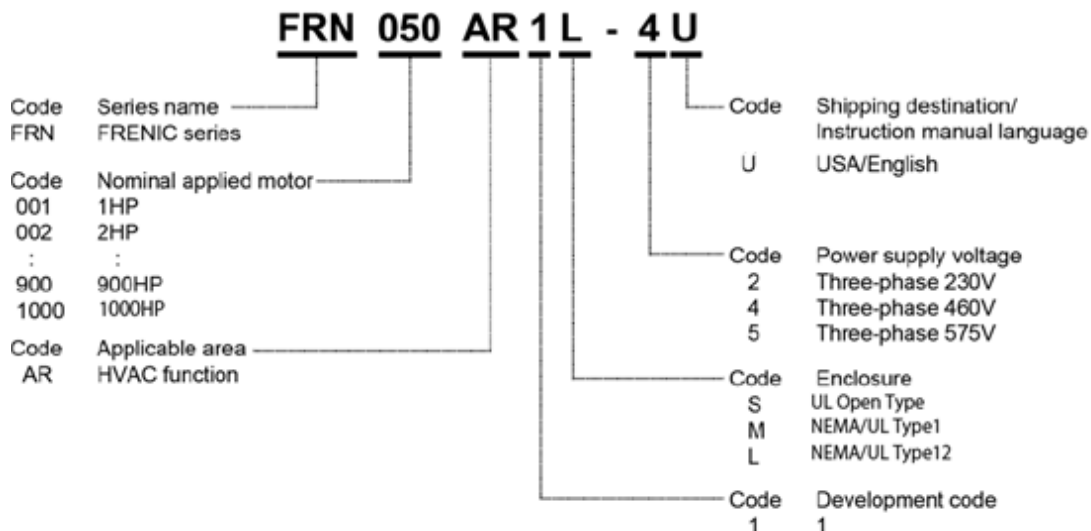 FRN 050 AR 1 L - 4 U
Code Series name
FRN FRENIC series
Code Nominal applied motor
001 1HP
002 2HP
: :
900 900HP
1000 1000HP
Code Applicable area
AR HVAC function
Code Shipping destination/
Instruction manual language
U USA/English
Code Power supply voltage
2 Three-phase 230V
4 Three-phase 460V
5 Three-phase 575V
Code Enclosure
S UL Open Type
M NEMA/UL Type1
L NEMA/UL Type12
Code Development code
1 1